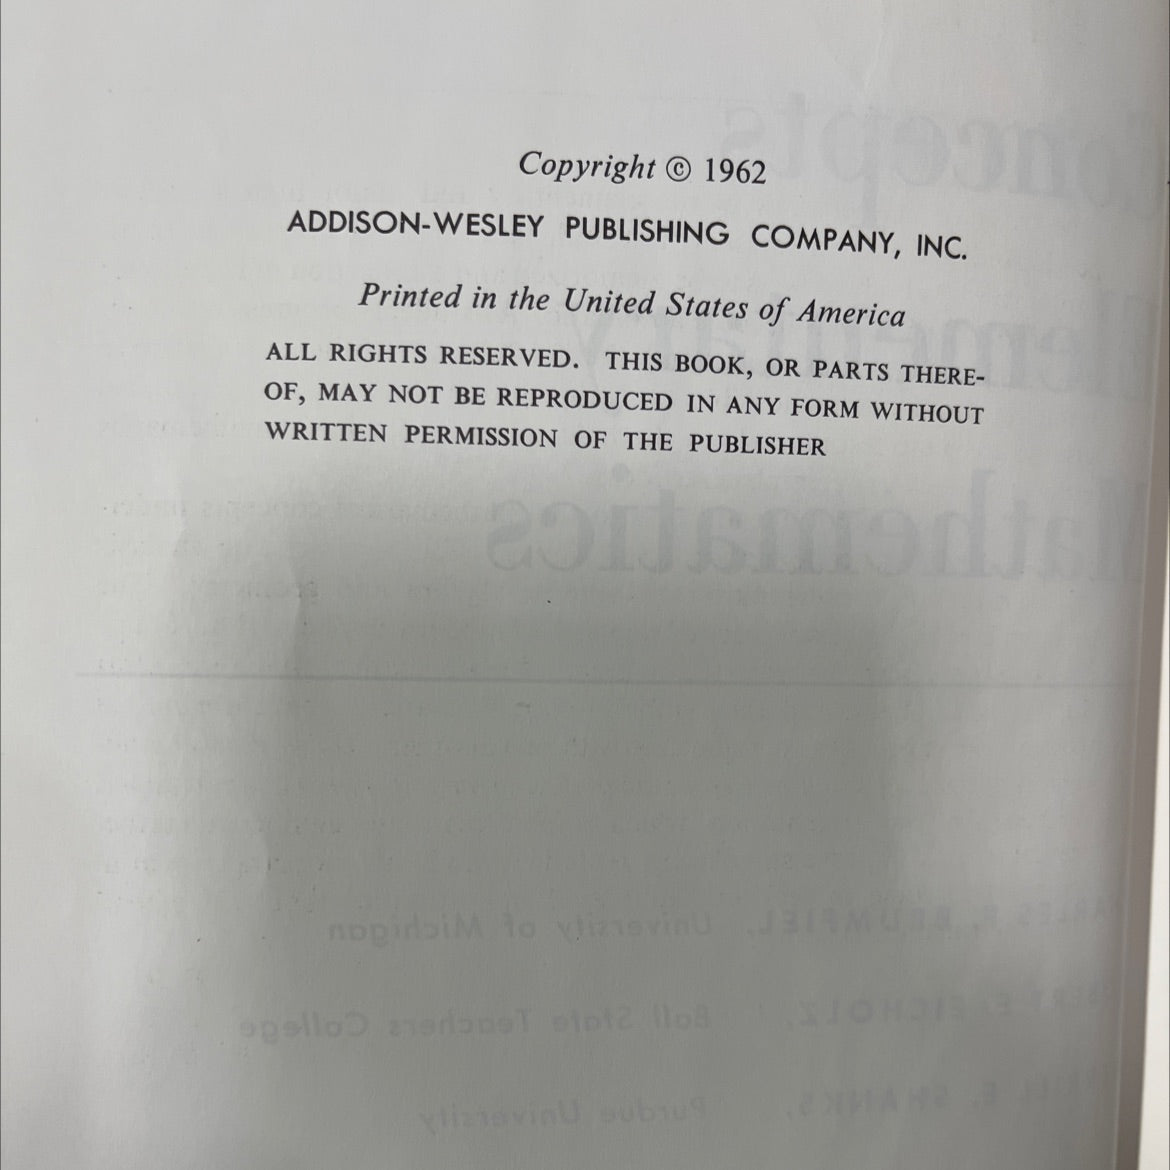 Copyright © 1962
ADDISON-WESLEY PUBLISHING COMPANY, INC.
Printed in the United States of America
ALL RIGHTS RESERVED. THIS BOOK, OR PARTS THERE-
OF, MAY NOT BE REPRODUCED IN ANY FORM WITHOUT
WRITTEN PERMISSION OF THE PUBLISHER